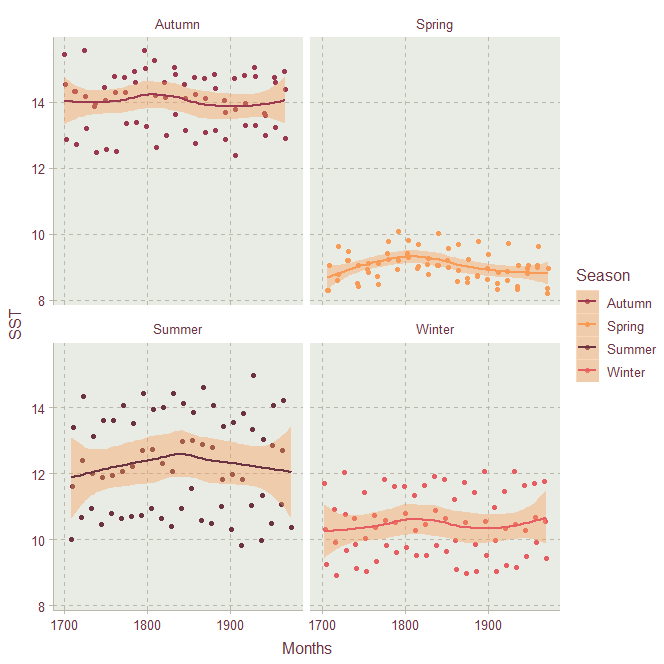 Autumn
Spring
14
12
10
8
Summer
Winter
14
12
10
8
1700
1800
1900
1700
1800
1900
Months
SST
Season
Autumn
Spring
Summer
Winter